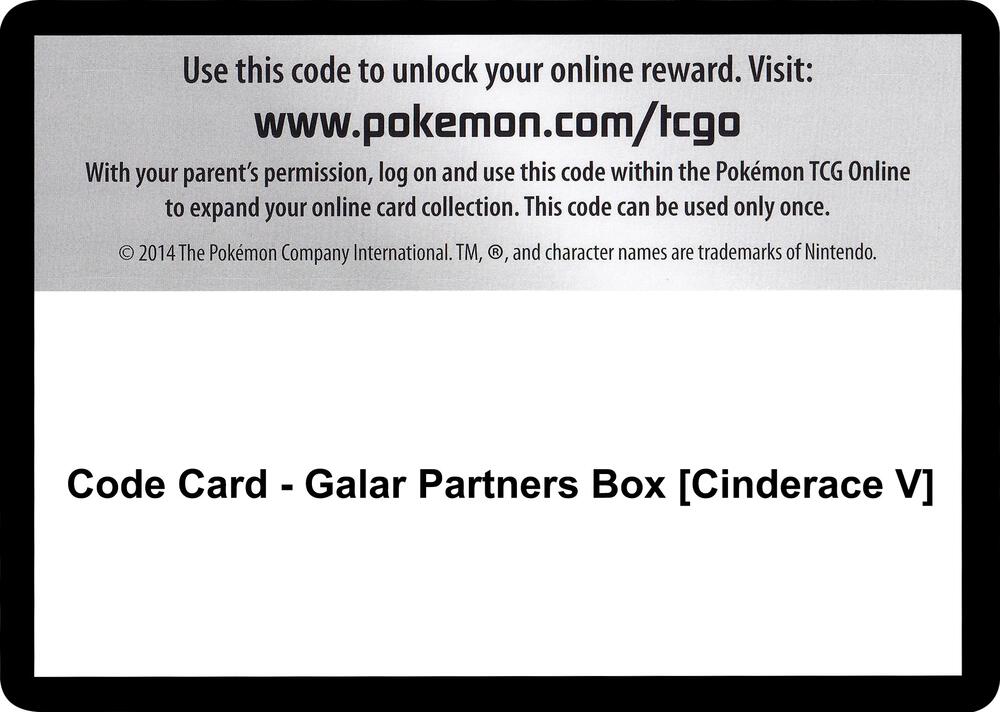 Use this code to unlock your online reward. Visit:
www.pokemon.com/tcgo
With your parent's permission, log on and use this code within the Pokémon TCG Online
to expand your online card collection. This code can be used only once.
© 2014 The Pokémon Company International. TM, ®, and character names are trademarks of Nintendo.
Code Card - Galar Partners Box [Cinderace V]